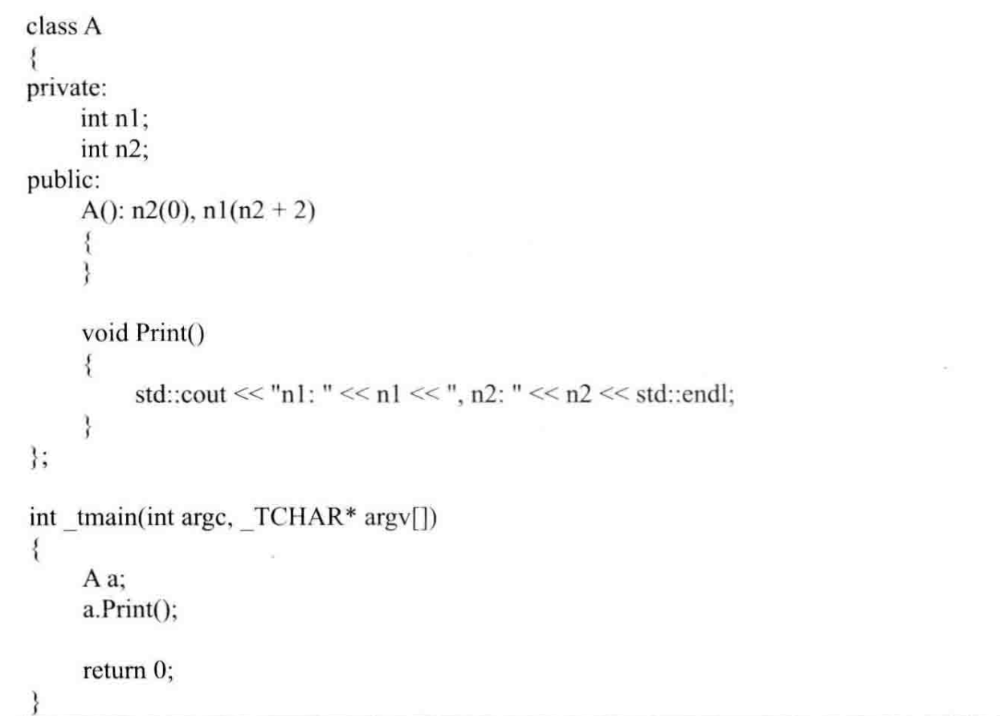 class A
{
private:
int n1;
int n2;
public:
A(): n2(0), n1(n2 + 2)
{
}
void Print()
{
std::cout << "n1: " << n1 << ", n2: " << n2 << std::endl;
}
};
int _tmain(int argc, _TCHAR* argv[])
{
A a;
a.Print();
return 0;
}